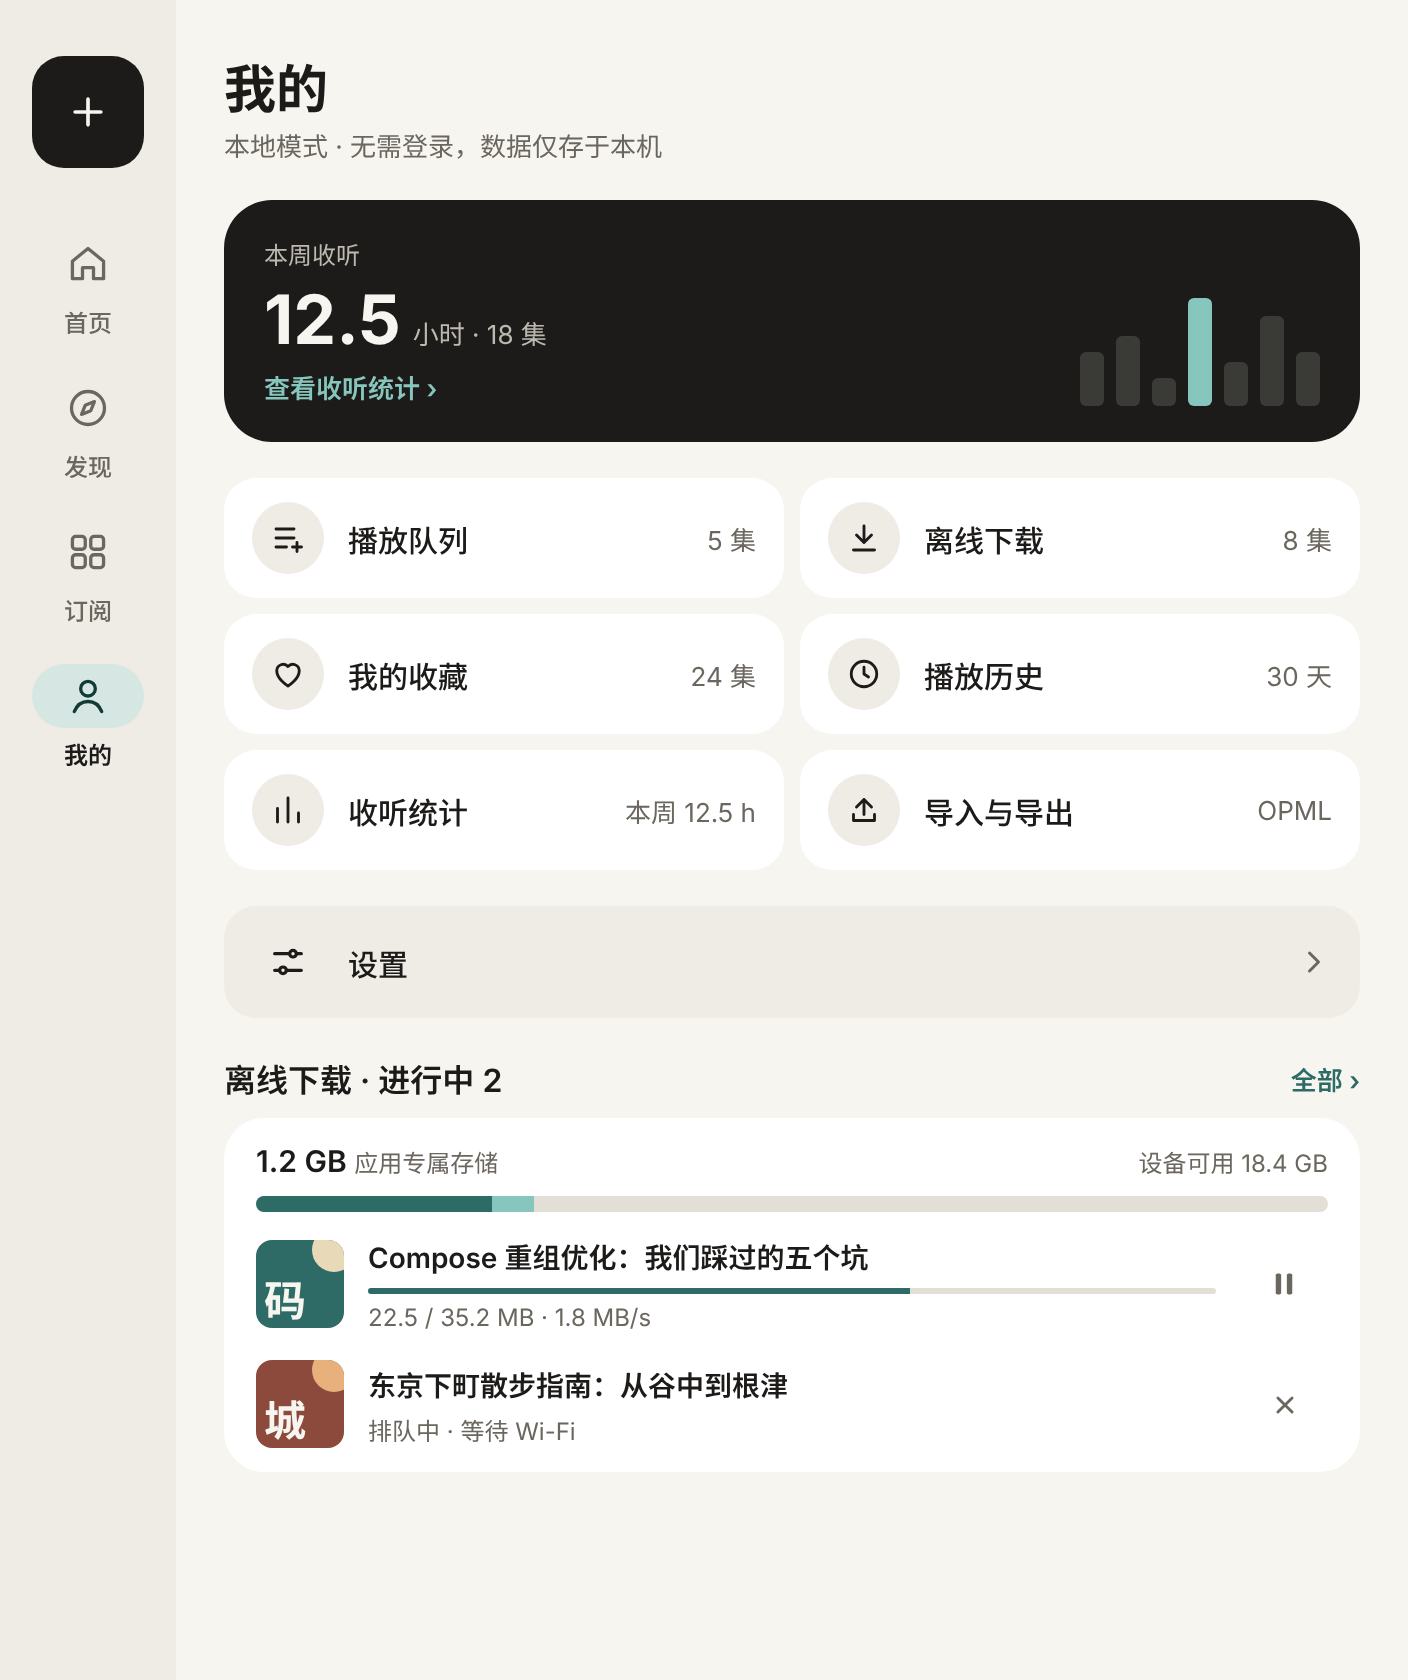 首页
发现
订阅
我的
我的
本地模式 · 无需登录，数据仅存于本机
本周收听
12.5 小时 · 18 集
查看收听统计 ›
播放队列 5 集
离线下载 8 集
我的收藏 24 集
播放历史 30 天
收听统计 本周 12.5 h
导入与导出 OPML
设置
离线下载 · 进行中 2 全部 ›
1.2 GB 应用专属存储 设备可用 18.4 GB
码
Compose 重组优化：我们踩过的五个坑
22.5 / 35.2 MB · 1.8 MB/s
城
东京下町散步指南：从谷中到根津
排队中 · 等待 Wi-Fi